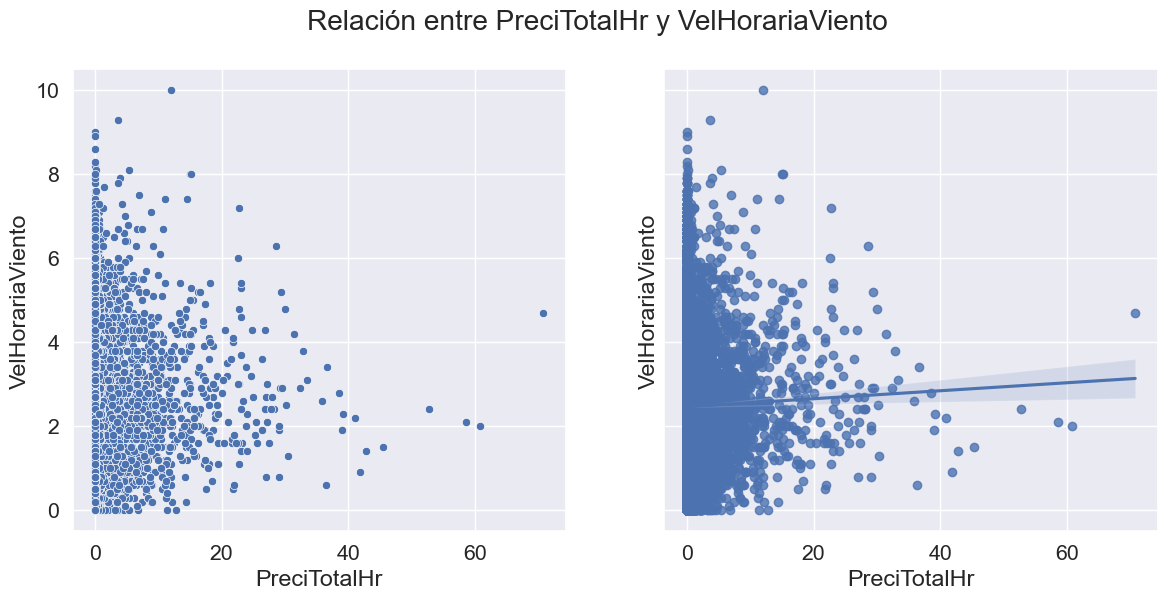 Relación entre PreciTotalHr y VelHorariaViento
VelHorariaViento
10
8
6
4
2
0
0 20 40 60
PreciTotalHr
VelHorariaViento
0 20 40 60
PreciTotalHr